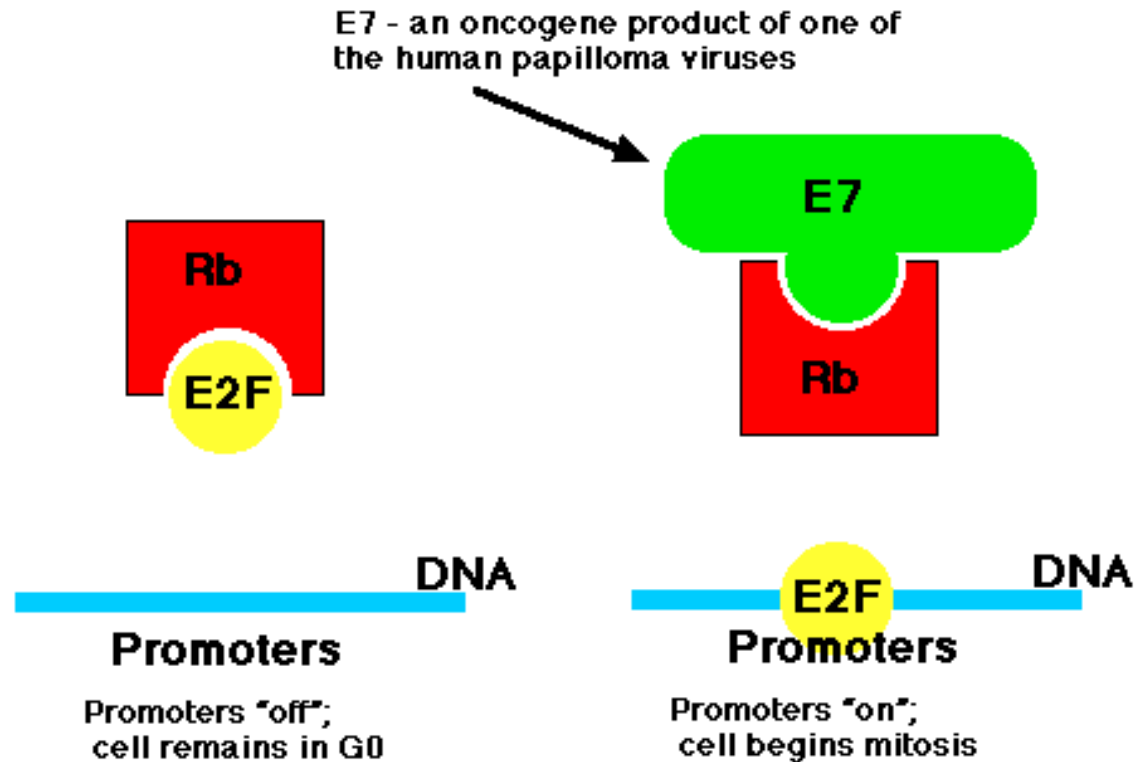 E7 - an oncogene product of one of
the human papilloma viruses
E7
Rb
E2F
Rb
DNA
Promoters
Promoters "off";
cell remains in G0
E2F
DNA
Promoters
Promoters "on";
cell begins mitosis